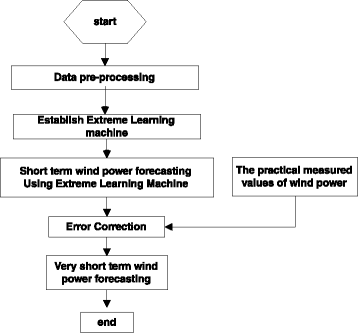 start
Data pre-processing
Establish Extreme Learning
machine
Short term wind power forecasting
Using Extreme Learning Machine
The practical measured
values of wind power
Error Correction
Very short term wind
power forecasting
end